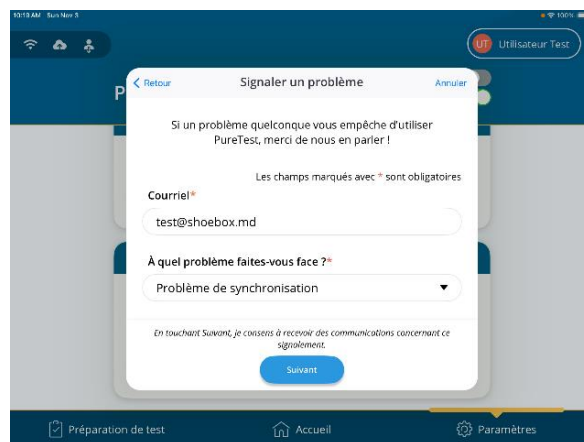 10:13 AM Sun Nov 3
100%
UT Utilisateur Test
P
Retour
Signaler un problème
Annuler
Si un problème quelconque vous empêche d'utiliser
PureTest, merci de nous en parler !
Les champs marqués avec * sont obligatoires
Courriel*
test@shoebox.md
À quel problème faites-vous face ?*
Problème de synchronisation
En touchant Suivant, je consens à recevoir des communications concernant ce
signalement.
Suivant
Préparation de test
Accueil
Paramètres